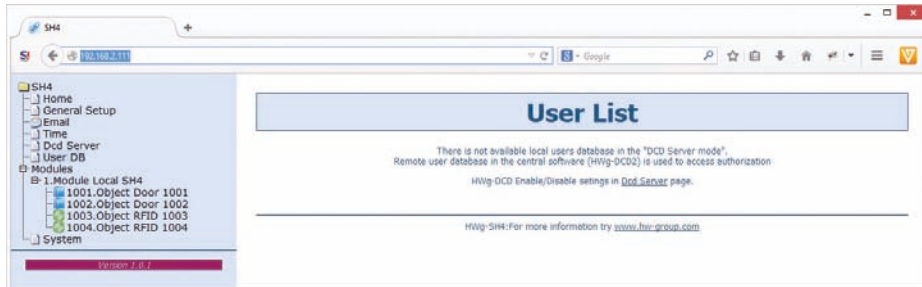 SH4
192.168.2.111
Google
SH4
Home
General Setup
Email
Time
Dcd Server
User DB
Modules
1.Module Local SH4
1001.Object Door 1001
1002.Object Door 1002
1003.Object RFID 1003
1004.Object RFID 1004
System
Version 1.0.1
User List
There is not available local users database in the "DCD Server mode".
Remote user database in the central software (HWg-DCD2) is used to access authorization
HWg-DCD Enable/Disable setings in Dcd Server page.
HWg-SH4:For more information try www.hw-group.com